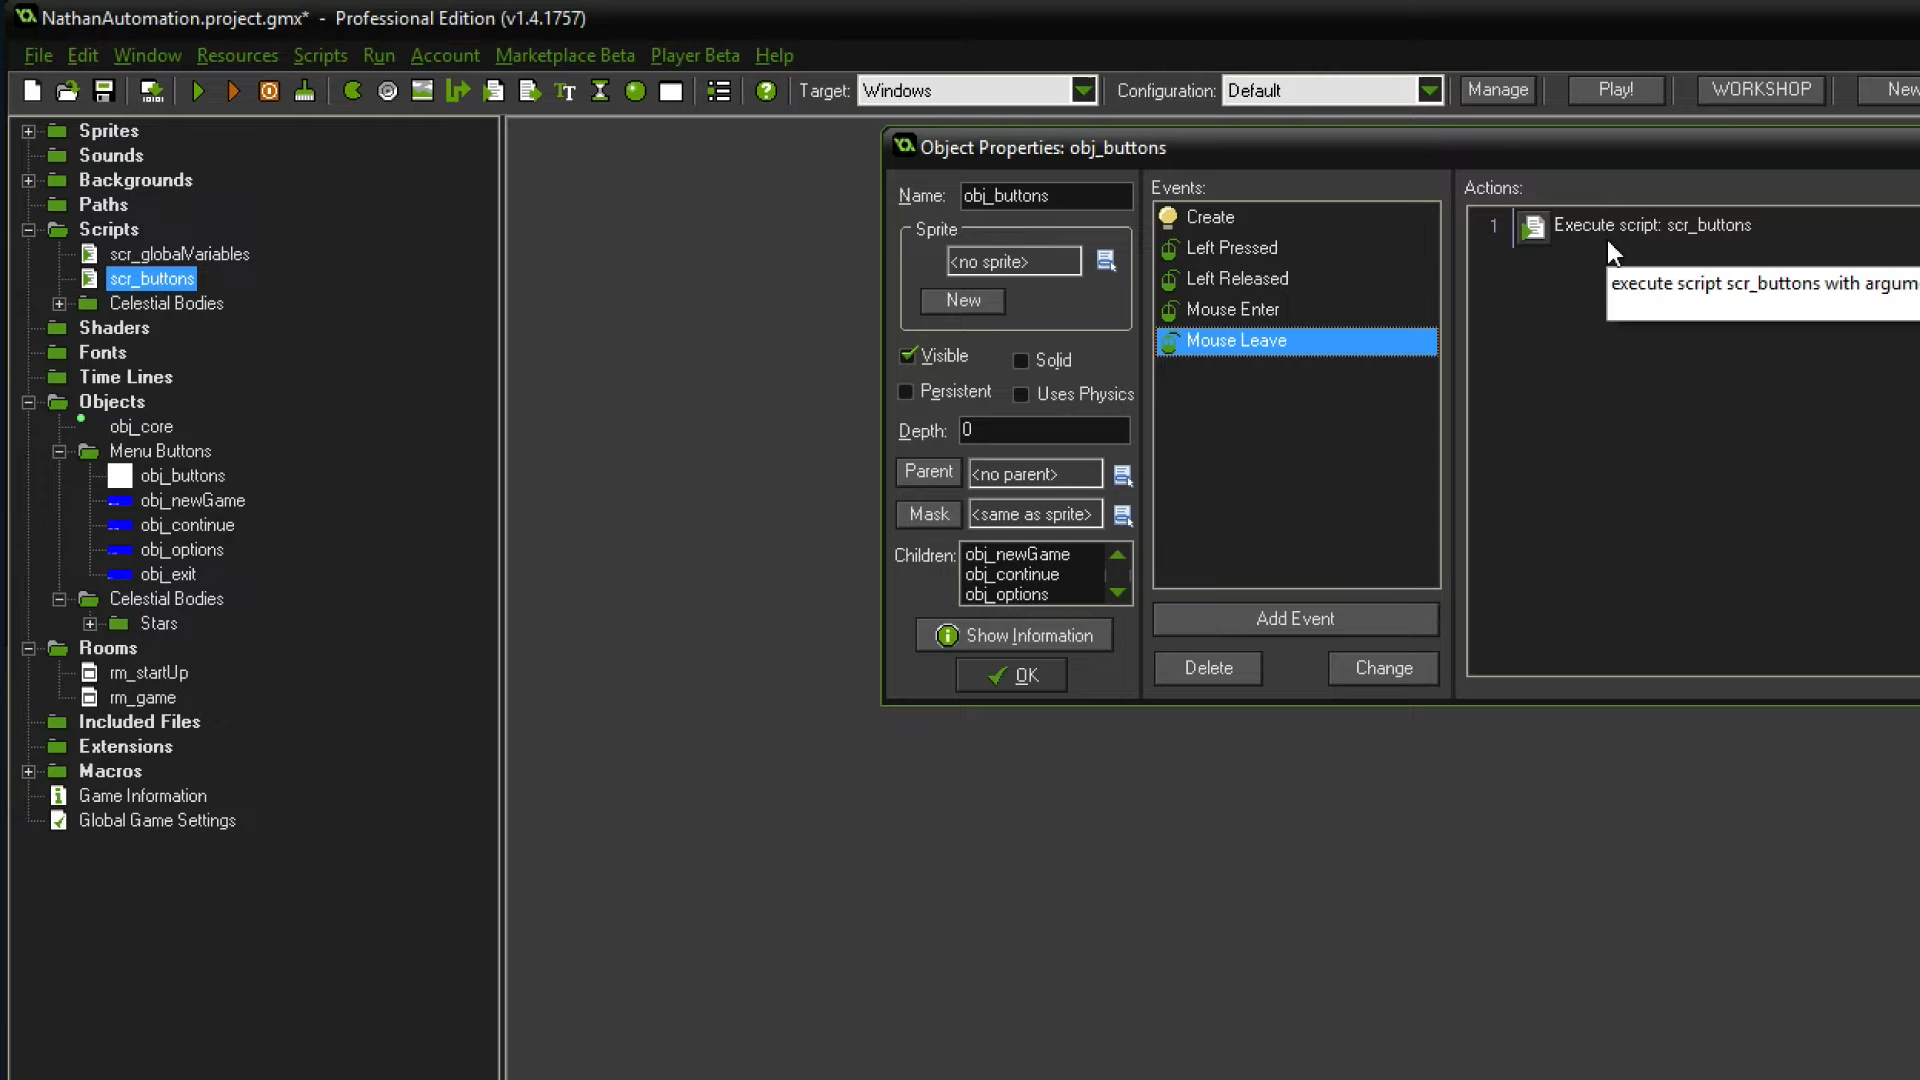 NathanAutomation.project.gmx* - Professional Edition (v1.4.1757)
File Edit Window Resources Scripts Run Account Marketplace Beta Player Beta Help
Target: Windows Configuration: Default Manage Play! WORKSHOP New
Sprites
Sounds
Backgrounds
Paths
Scripts
scr_globalVariables
scr_buttons
Celestial Bodies
Shaders
Fonts
Time Lines
Objects
obj_core
Menu Buttons
obj_buttons
obj_newGame
obj_continue
obj_options
obj_exit
Celestial Bodies
Stars
Rooms
rm_startUp
rm_game
Included Files
Extensions
Macros
Game Information
Global Game Settings
Object Properties: obj_buttons
Name: obj_buttons
Sprite
<no sprite>
New
Visible Solid
Persistent Uses Physics
Depth: 0
Parent <no parent>
Mask <same as sprite>
Children: obj_newGame
obj_continue
obj_options
Show Information
OK
Events:
Create
Left Pressed
Left Released
Mouse Enter
Mouse Leave
Add Event
Delete Change
Actions:
1 Execute script: scr_buttons
execute script scr_buttons with argum